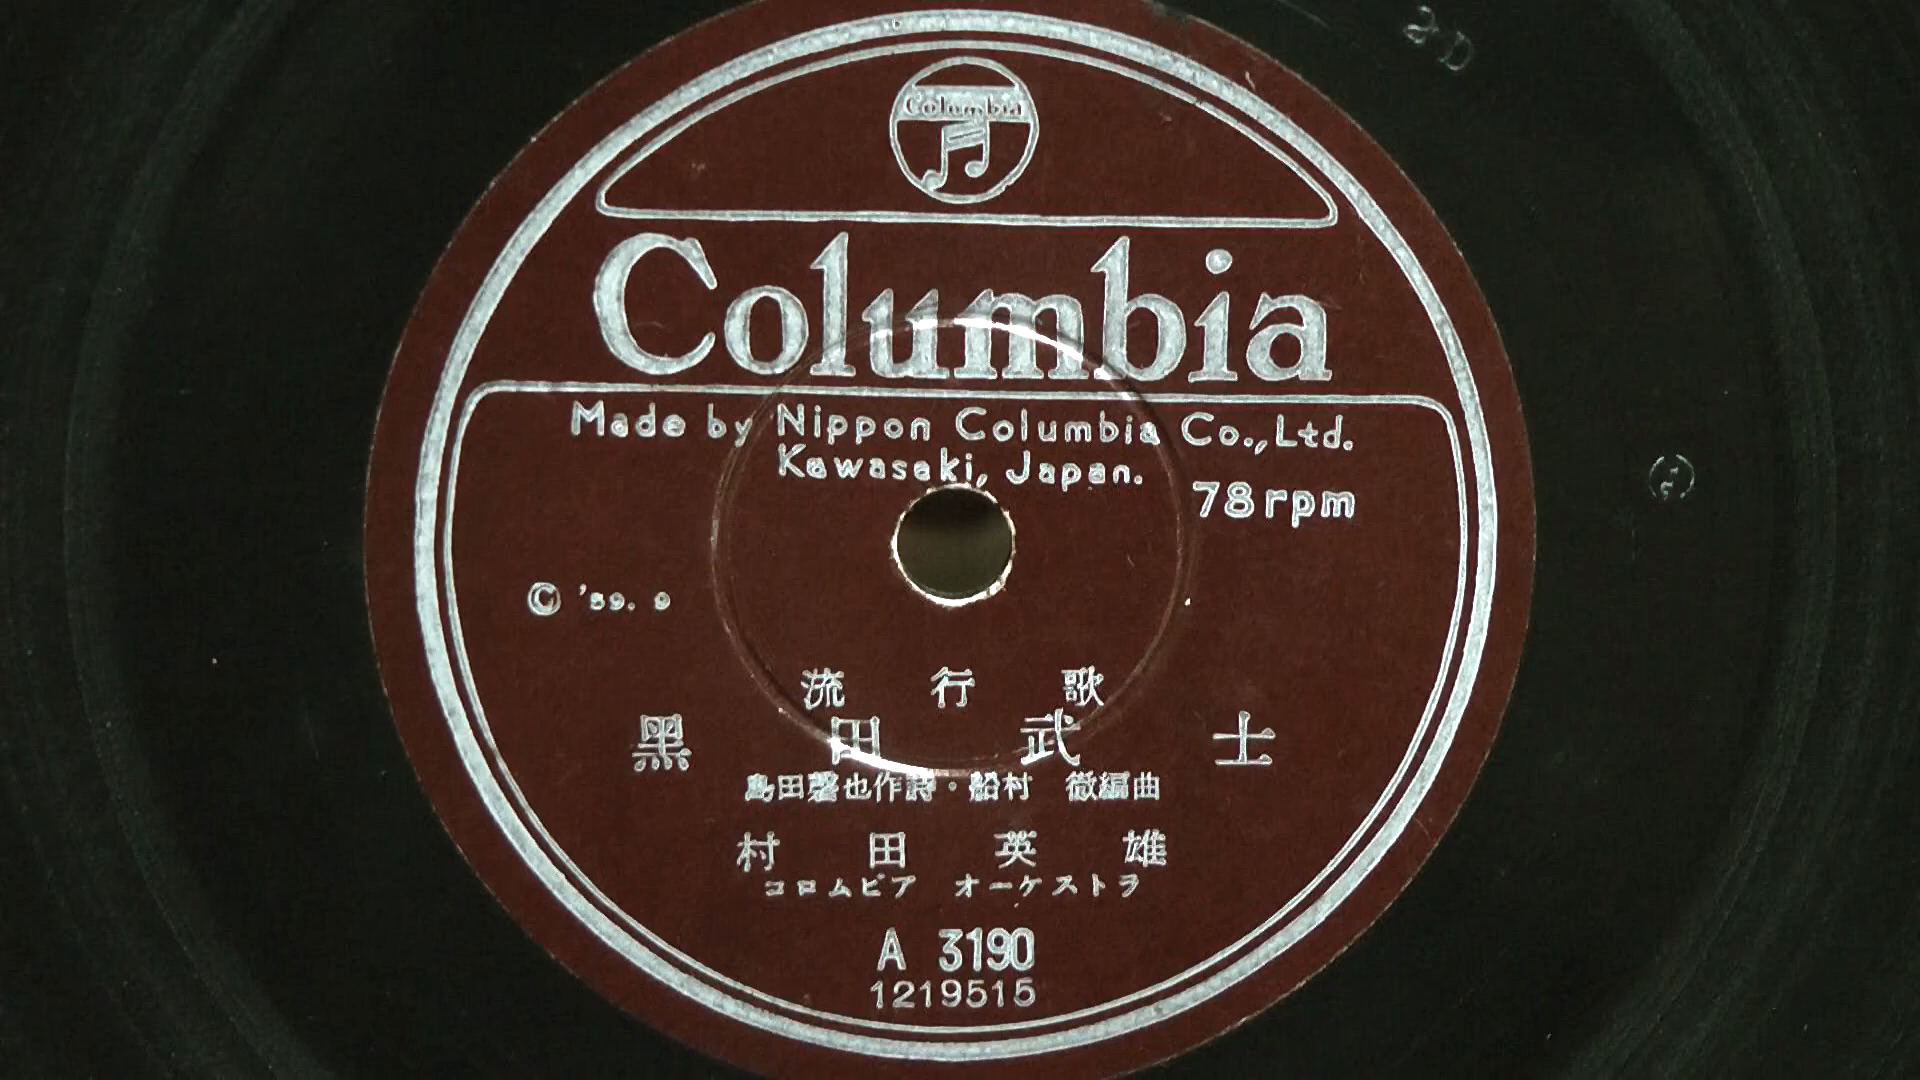 Columbia
Columbia
Made by Nippon Columbia Co., Ltd.
Kawasaki, Japan.
78rpm
© '59. 9
流行歌
黑田武士
島田磬也作詩・船村 徹編曲
村田英雄
コロムビア オーケストラ
A 3190
1219515